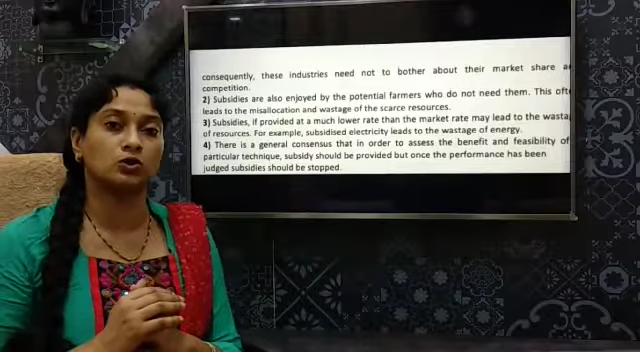 consequently, these industries need not to bother about their market share
competition.
2) Subsidies are also enjoyed by the potential farmers who do not need them. This
leads to the misallocation and wastage of the scarce resources.
3) Subsidies, if provided at a much lower rate than the market rate may lead to the
of resources. For example, subsidised electricity leads to the wastage of energy.
4) There is a general consensus that in order to assess the benefit and feasibility of
particular technique, subsidy should be provided but once the performance has been
judged subsidies should be stopped.